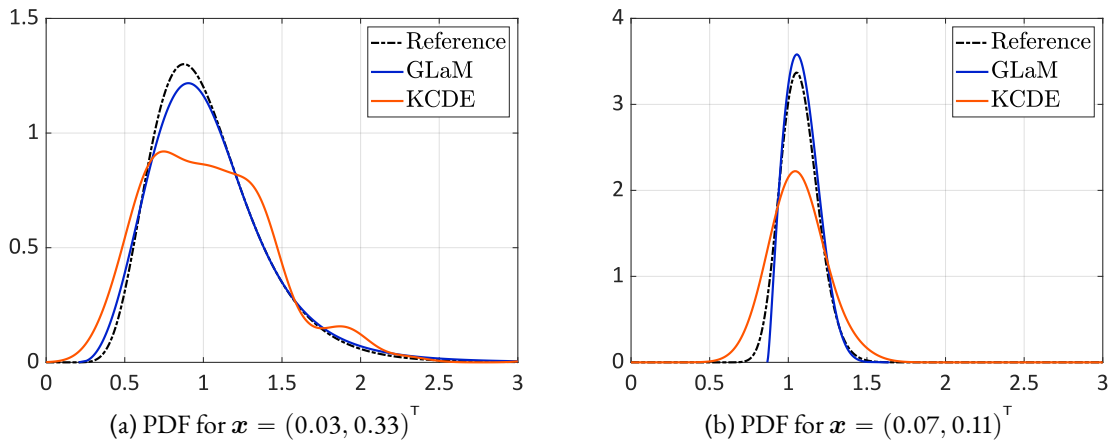 1.5
1
0.5
0
0 0.5 1 1.5 2 2.5 3
Reference
GLaM
KCDE
(a) PDF for x = (0.03, 0.33)ᵀ
4
3
2
1
0
0 0.5 1 1.5 2 2.5 3
Reference
GLaM
KCDE
(b) PDF for x = (0.07, 0.11)ᵀ